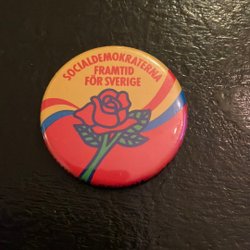 SOCIALDEMOKRATERNA
FRAMTID
FÖR SVERIGE